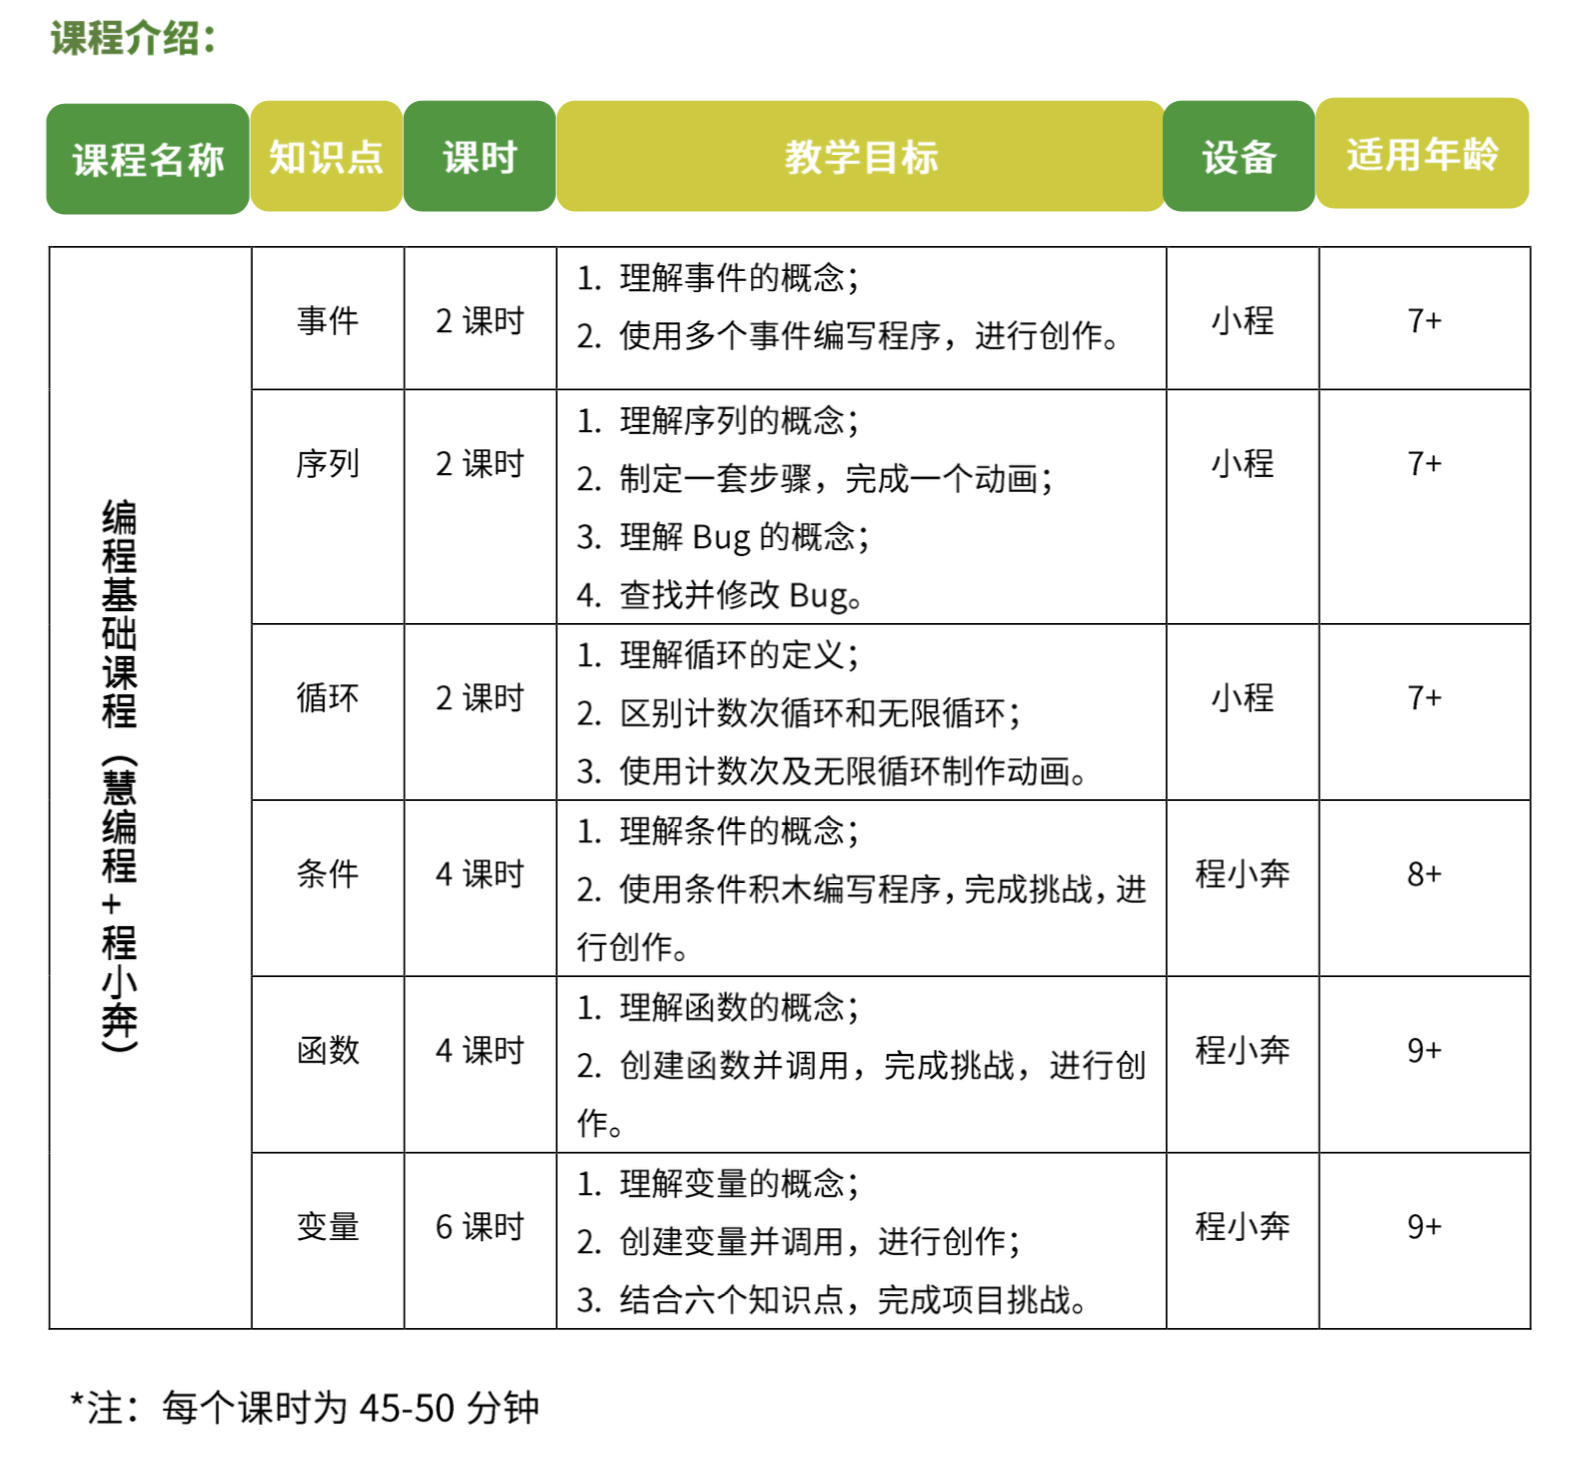 课程介绍：
课程名称 知识点 课时 教学目标 设备 适用年龄
编程基础课程（慧编程+程小奔）
事件 2 课时
1. 理解事件的概念；
2. 使用多个事件编写程序，进行创作。
小程 7+
序列 2 课时
1. 理解序列的概念；
2. 制定一套步骤，完成一个动画；
3. 理解 Bug 的概念；
4. 查找并修改 Bug。
小程 7+
循环 2 课时
1. 理解循环的定义；
2. 区别计数次循环和无限循环；
3. 使用计数次及无限循环制作动画。
小程 7+
条件 4 课时
1. 理解条件的概念；
2. 使用条件积木编写程序，完成挑战，进
行创作。
程小奔 8+
函数 4 课时
1. 理解函数的概念；
2. 创建函数并调用，完成挑战，进行创
作。
程小奔 9+
变量 6 课时
1. 理解变量的概念；
2. 创建变量并调用，进行创作；
3. 结合六个知识点，完成项目挑战。
程小奔 9+
*注：每个课时为 45-50 分钟